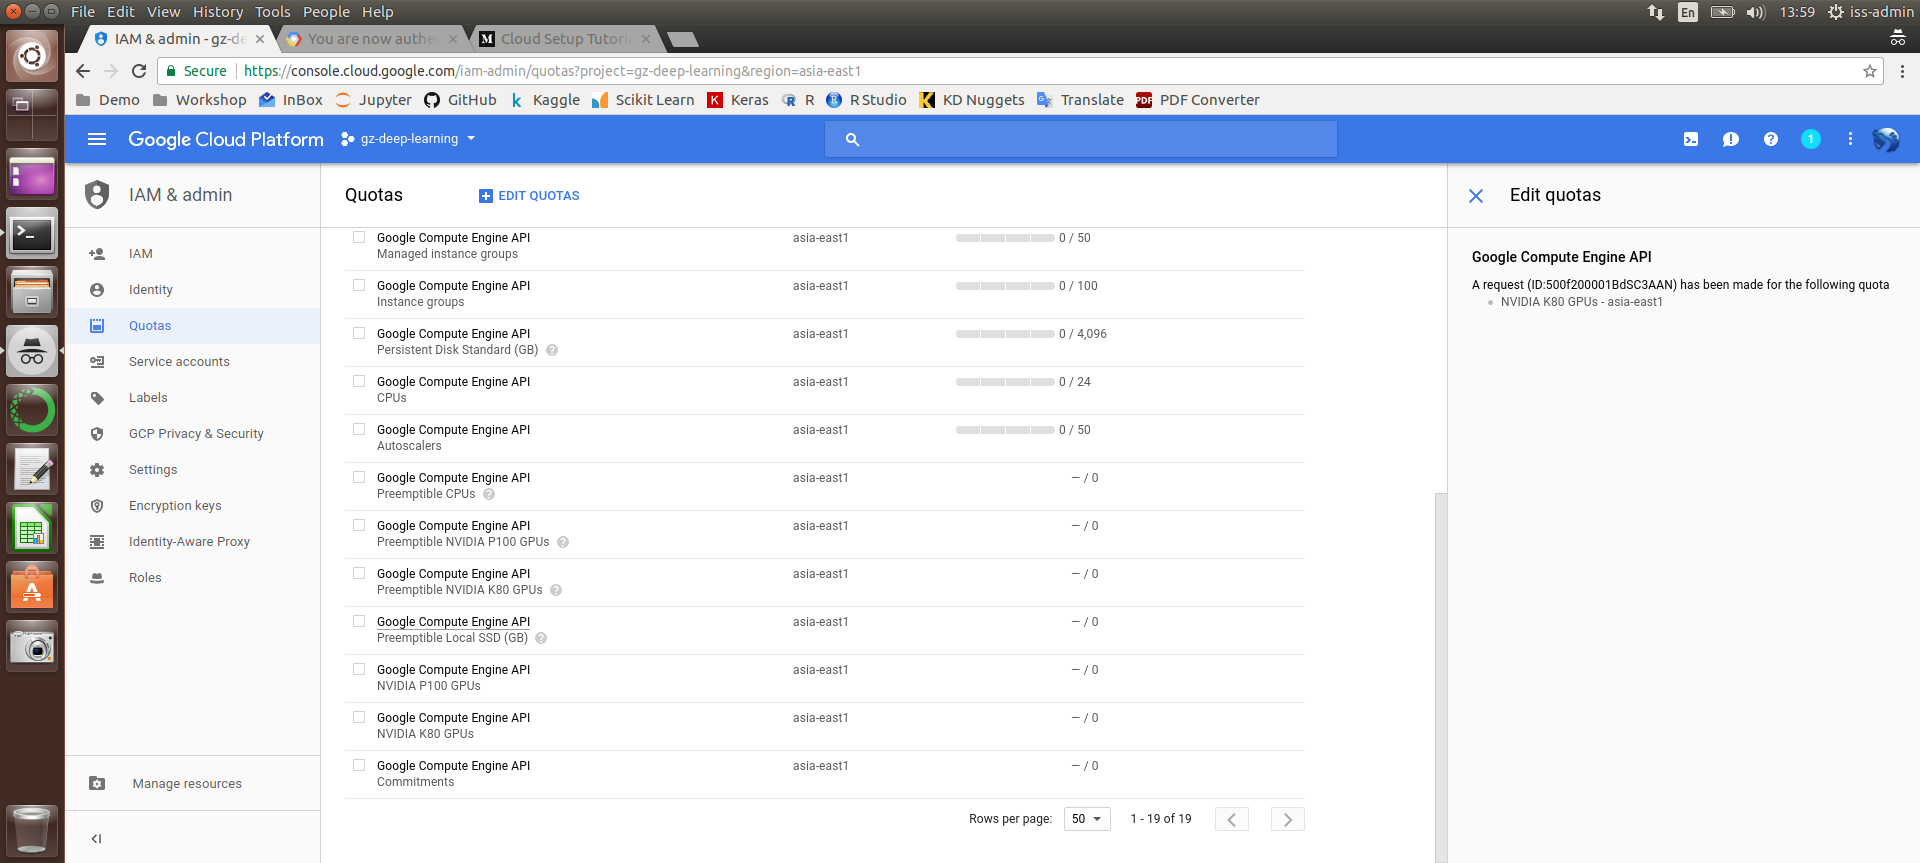 File Edit View History Tools People Help
En 13:59 iss-admin
IAM & admin - gz-de
You are now authe
Cloud Setup Tutori
Secure https://console.cloud.google.com/iam-admin/quotas?project=gz-deep-learning&region=asia-east1
Demo Workshop InBox Jupyter GitHub Kaggle Scikit Learn Keras R R Studio KD Nuggets Translate PDF Converter
Google Cloud Platform gz-deep-learning 1
IAM & admin
IAM
Identity
Quotas
Service accounts
Labels
GCP Privacy & Security
Settings
Encryption keys
Identity-Aware Proxy
Roles
Manage resources
Quotas EDIT QUOTAS
Google Compute Engine API asia-east1 0 / 50
Managed instance groups
Google Compute Engine API asia-east1 0 / 100
Instance groups
Google Compute Engine API asia-east1 0 / 4,096
Persistent Disk Standard (GB)
Google Compute Engine API asia-east1 0 / 24
CPUs
Google Compute Engine API asia-east1 0 / 50
Autoscalers
Google Compute Engine API asia-east1 — / 0
Preemptible CPUs
Google Compute Engine API asia-east1 — / 0
Preemptible NVIDIA P100 GPUs
Google Compute Engine API asia-east1 — / 0
Preemptible NVIDIA K80 GPUs
Google Compute Engine API asia-east1 — / 0
Preemptible Local SSD (GB)
Google Compute Engine API asia-east1 — / 0
NVIDIA P100 GPUs
Google Compute Engine API asia-east1 — / 0
NVIDIA K80 GPUs
Google Compute Engine API asia-east1 — / 0
Commitments
Rows per page: 50 1 - 19 of 19
Edit quotas
Google Compute Engine API
A request (ID:500f200001BdSC3AAN) has been made for the following quota
NVIDIA K80 GPUs - asia-east1